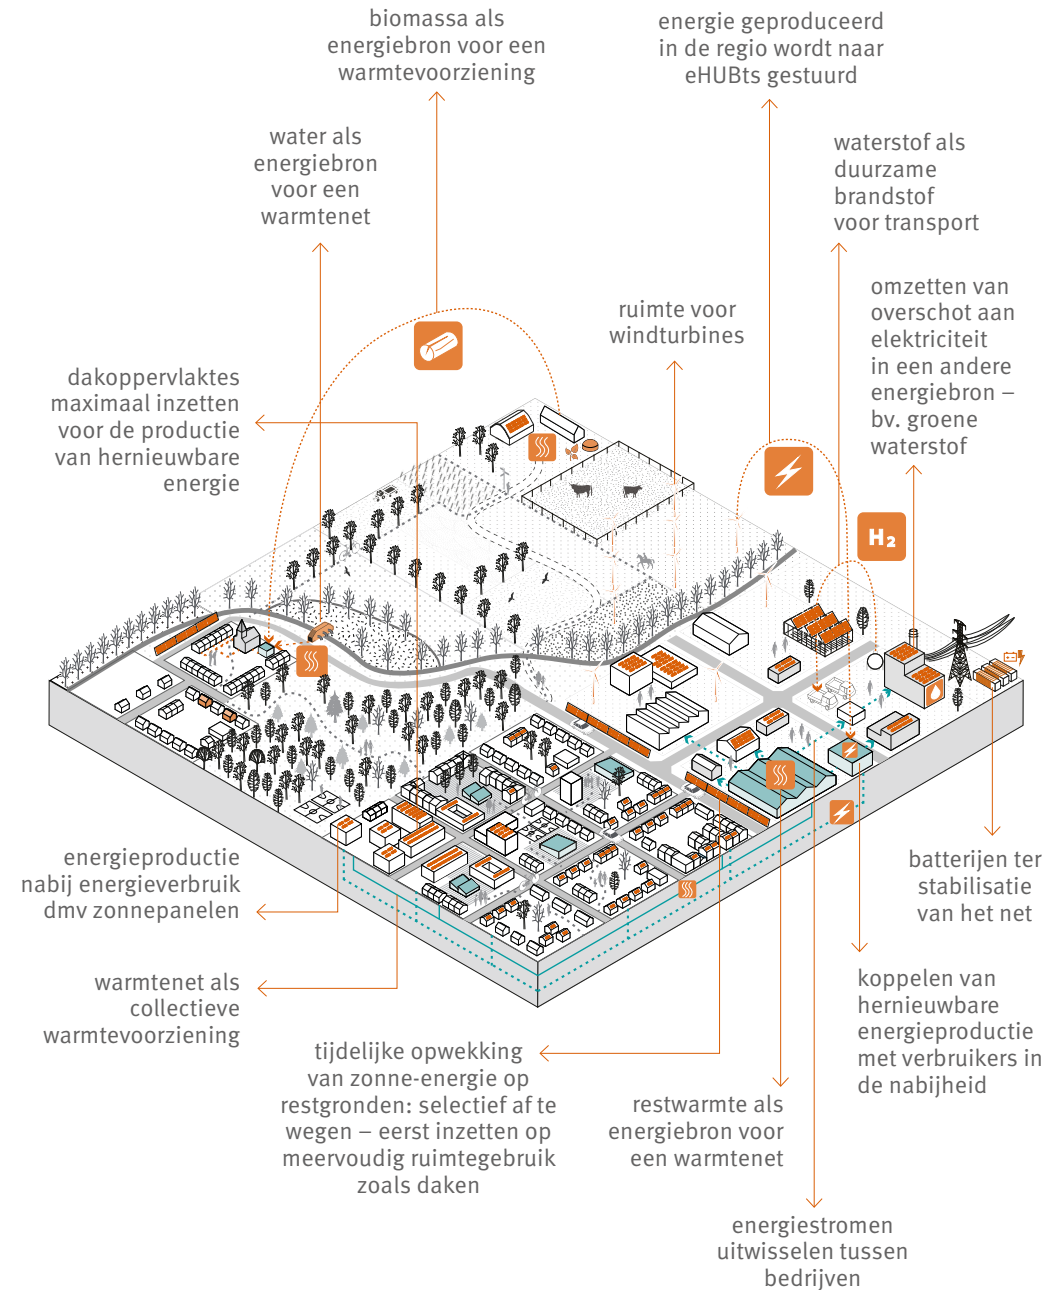 biomassa als
energiebron voor een
warmtevoorziening
energie geproduceerd
in de regio wordt naar
eHUBts gestuurd
water als
energiebron
voor een
warmtenet
waterstof als
duurzame
brandstof
voor transport
omzetten van
overschot aan
elektriciteit
in een andere
energiebron –
bv. groene
waterstof
ruimte voor
windturbines
dakoppervlaktes
maximaal inzetten
voor de productie
van hernieuwbare
energie
H2
energieproductie
nabij energieverbruik
dmv zonnepanelen
batterijen ter
stabilisatie
van het net
warmtenet als
collectieve
warmtevoorziening
koppelen van
hernieuwbare
energieproductie
met verbruikers in
de nabijheid
tijdelijke opwekking
van zonne-energie op
restgronden: selectief af te
wegen – eerst inzetten op
meervoudig ruimtegebruik
zoals daken
restwarmte als
energiebron voor
een warmtenet
energiestromen
uitwisselen tussen
bedrijven